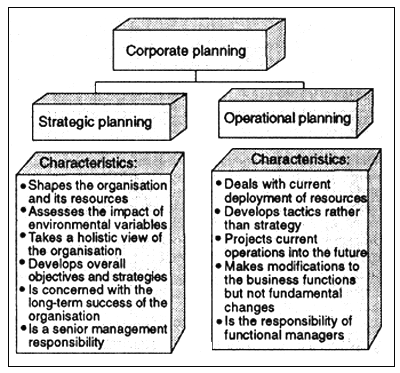 Corporate planning
Strategic planning
Operational planning
Characteristics:
• Shapes the organisation
and its resources
• Assesses the impact of
environmental variables
• Takes a holistic view of
the organisation
• Develops overall
objectives and strategies
• Is concerned with the
long-term success of the
organisation
• Is a senior management
responsibility
Characteristics:
• Deals with current
deployment of resources
• Develops tactics rather
than strategy
• Projects current
operations into the future
• Makes modifications to
the business functions
but not fundamental
changes
• Is the responsibility of
functional managers